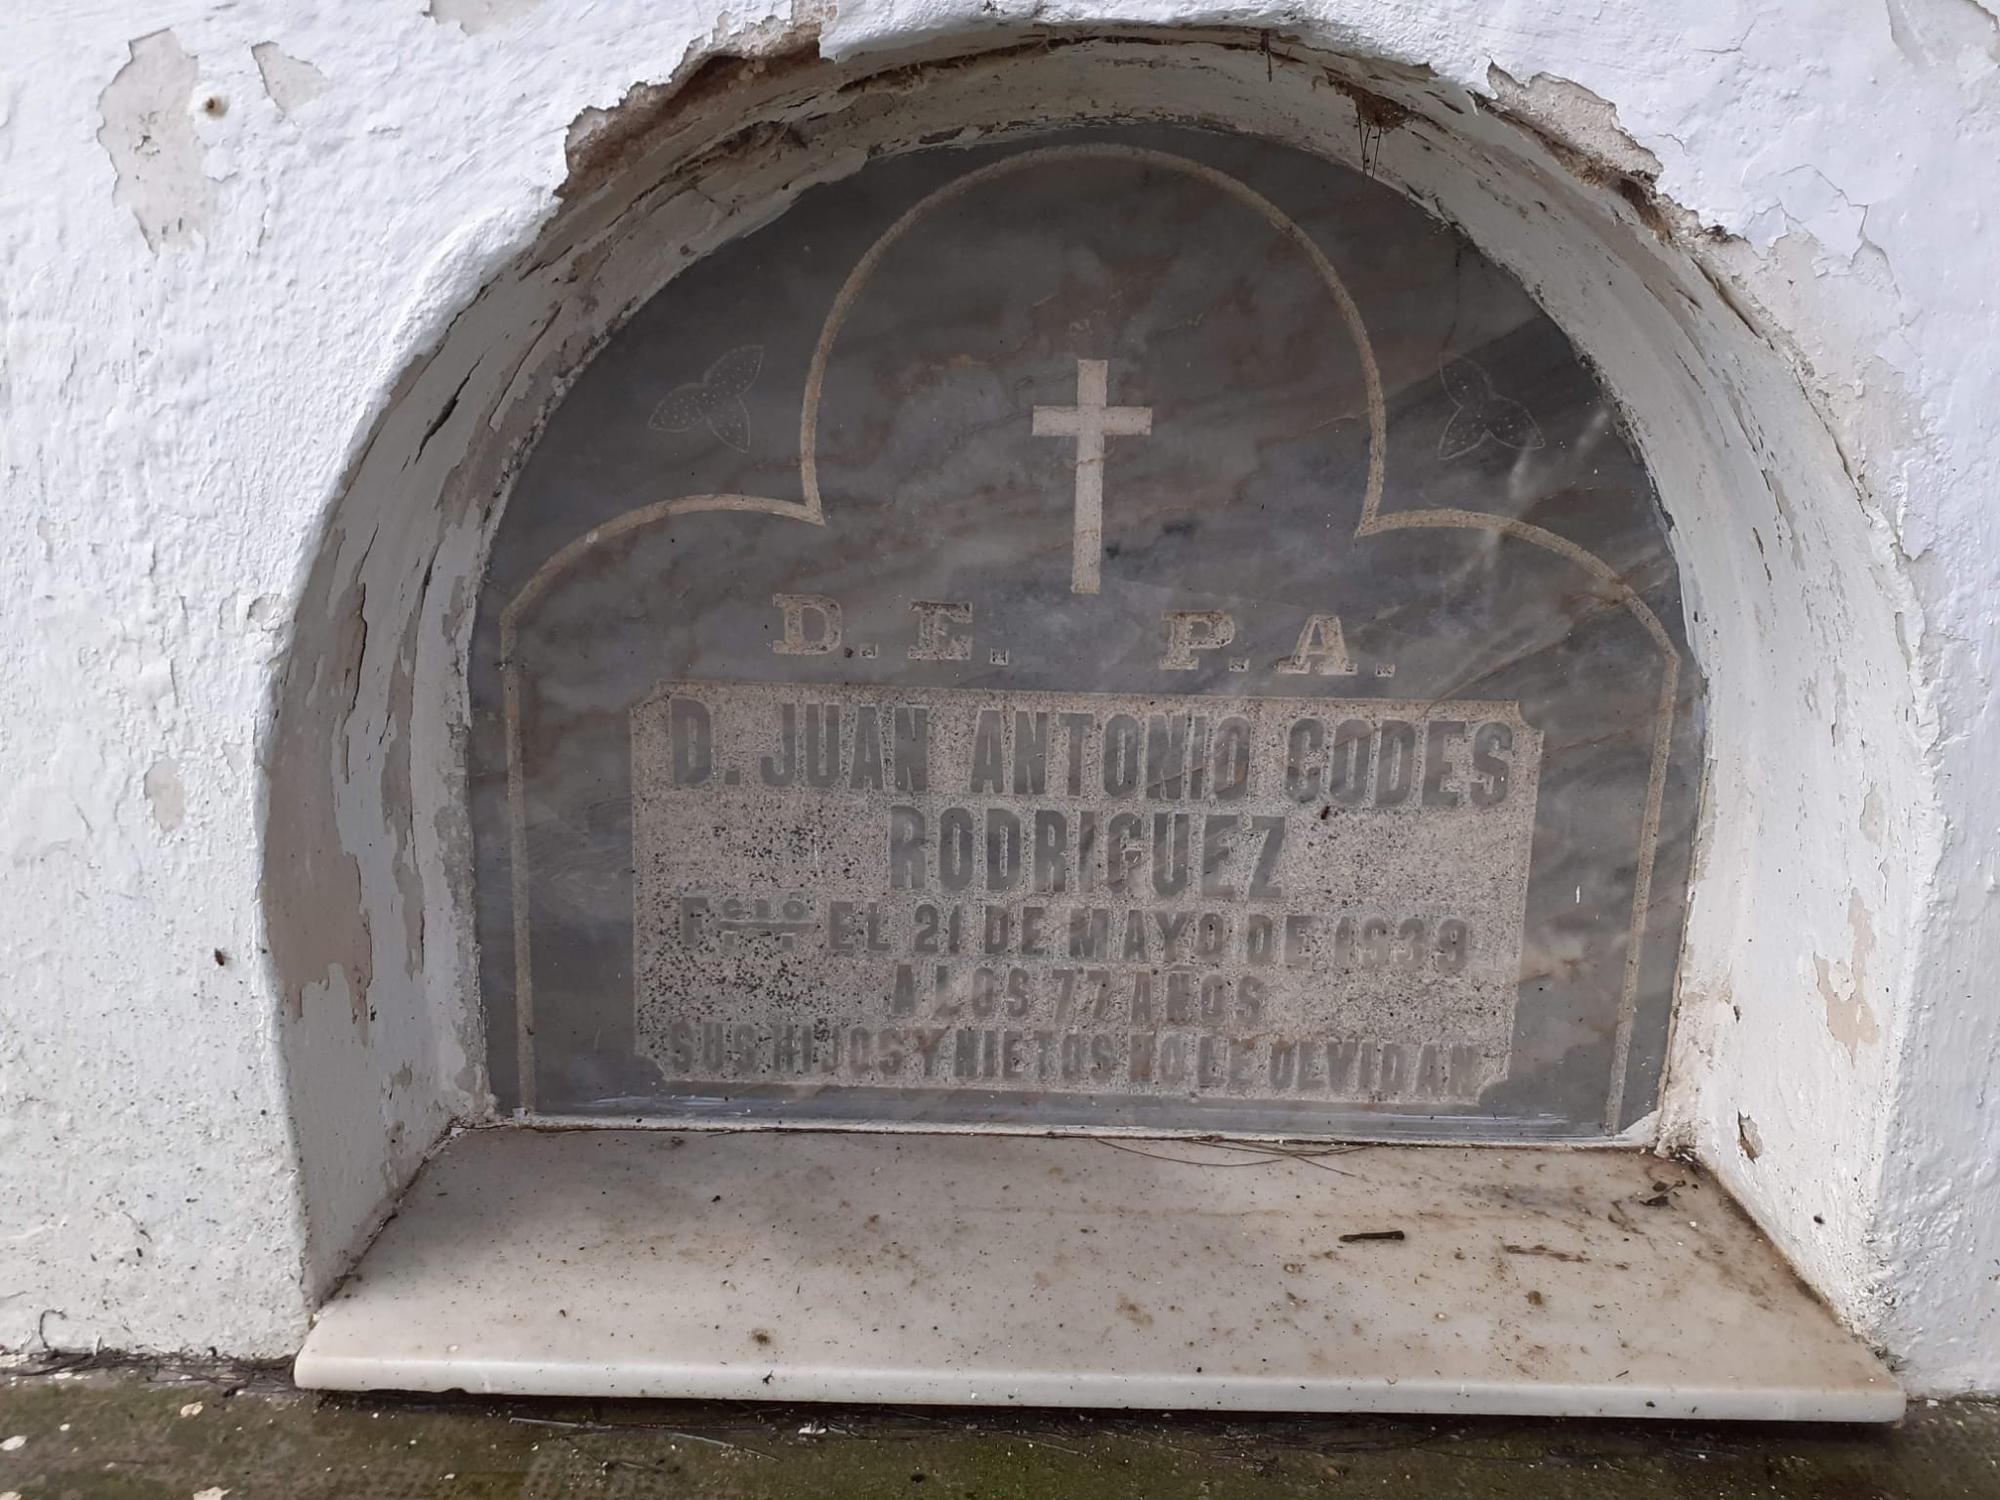 D. E. P. A.
D. JUAN ANTONIO CODES
RODRIGUEZ
Fᶜⁱᵒ EL 21 DE MAYO DE 1939
A LOS 77 AÑOS
SUS HIJOS Y NIETOS NO LE OLVIDAN